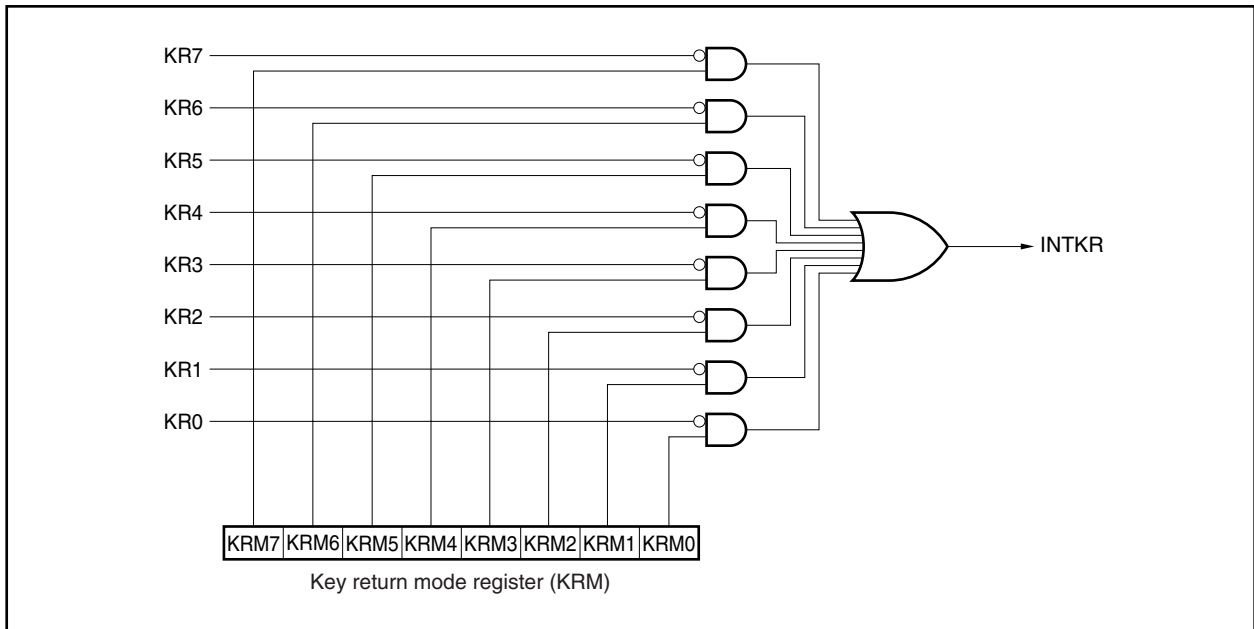 KR7
KR6
KR5
KR4
KR3
KR2
KR1
KR0
INTKR
KRM7 KRM6 KRM5 KRM4 KRM3 KRM2 KRM1 KRM0
Key return mode register (KRM)